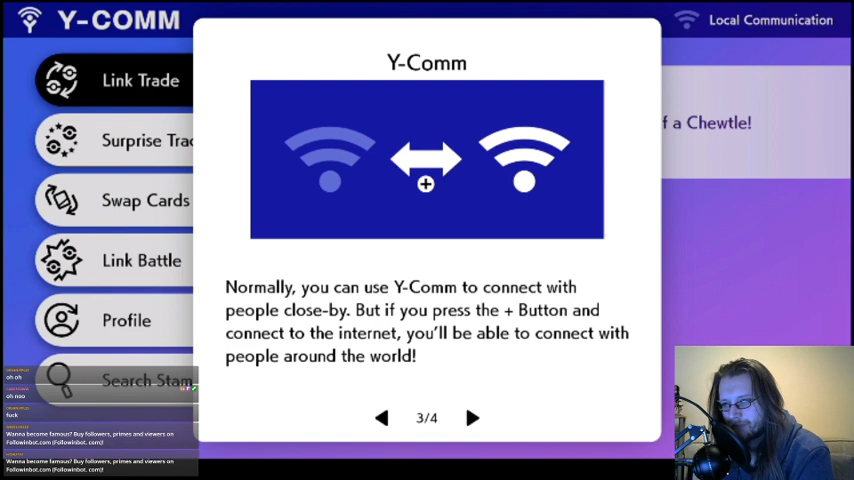 Y-COMM
Local Communication
Y-Comm
Link Trade
Surprise Trad
f a Chewtle!
Swap Cards
Link Battle
Profile
Search Stam
+
Normally, you can use Y-Comm to connect with
people close-by. But if you press the + Button and
connect to the internet, you'll be able to connect with
people around the world!
3/4
oh oh
oh noo
fuck
Wanna become famous? Buy followers, primes and viewers on
Followinbot.com (Followinbot. com)!
Wanna become famous? Buy followers, primes and viewers on
Followinbot.com (Followinbot. com)!